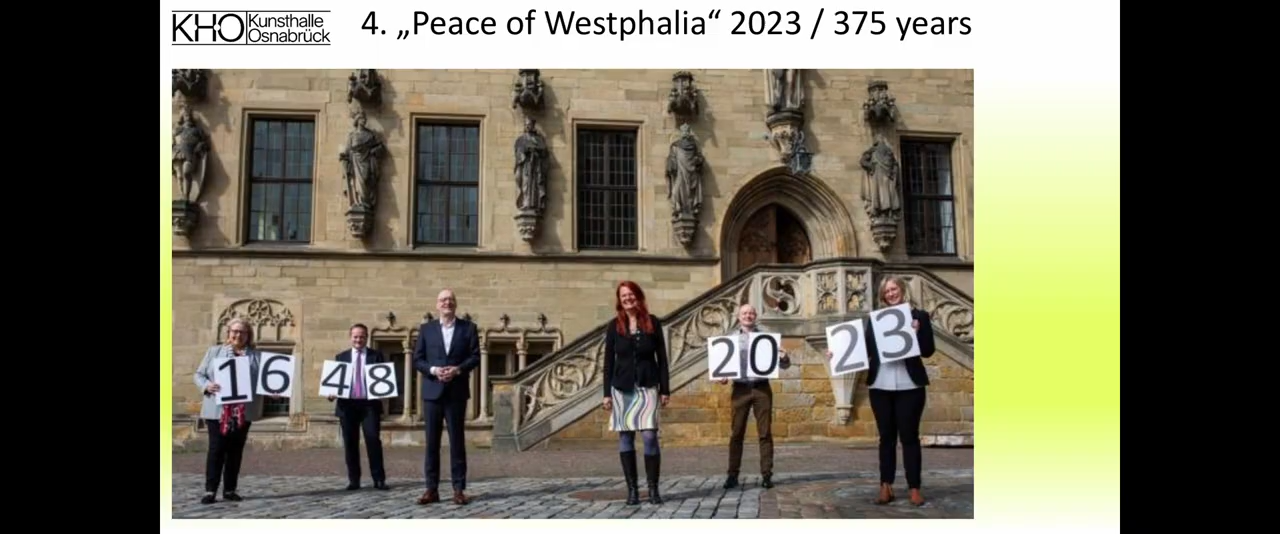 KHO
Kunsthalle
Osnabrück
4. „Peace of Westphalia“ 2023 / 375 years
16 48 20 23